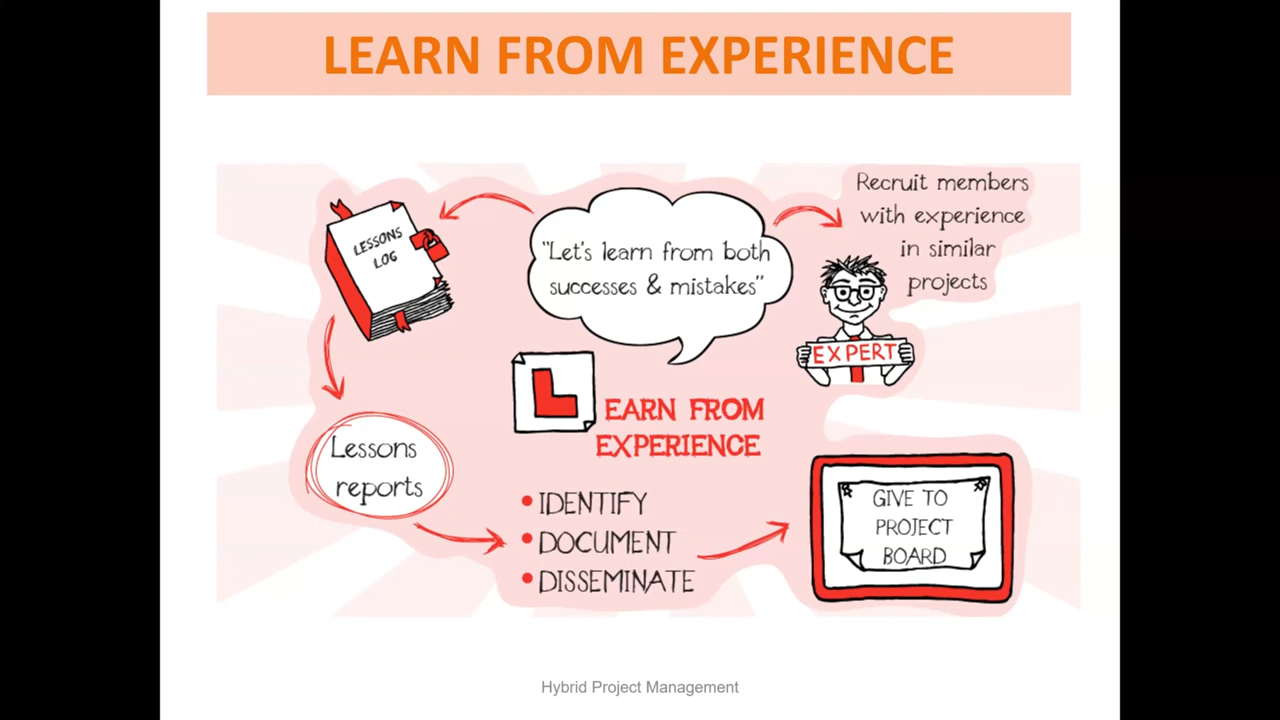 LEARN FROM EXPERIENCE
"Let's learn from both
successes & mistakes"
LESSONS
LOG
Recruit members
with experience
in similar
projects
EXPERT
LEARN FROM
EXPERIENCE
Lessons
reports
• IDENTIFY
• DOCUMENT
• DISSEMINATE
GIVE TO
PROJECT
BOARD
Hybrid Project Management